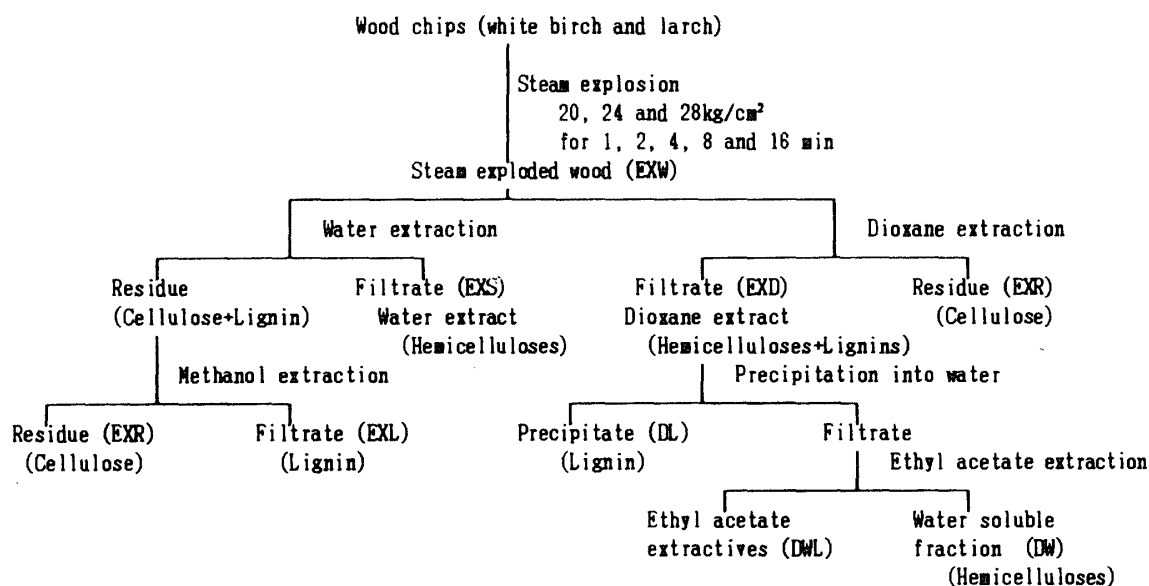 Wood chips (white birch and larch)
Steam explosion
20, 24 and 28kg/cm²
for 1, 2, 4, 8 and 16 min
Steam exploded wood (EXW)
Water extraction
Dioxane extraction
Residue
(Cellulose+Lignin)
Filtrate (EXS)
Water extract
(Hemicelluloses)
Filtrate (EXD)
Dioxane extract
(Hemicelluloses+Lignins)
Residue (EXR)
(Cellulose)
Methanol extraction
Precipitation into water
Residue (EXR)
(Cellulose)
Filtrate (EXL)
(Lignin)
Precipitate (DL)
(Lignin)
Filtrate
Ethyl acetate extraction
Ethyl acetate
extractives (DWL)
Water soluble
fraction (DW)
(Hemicelluloses)